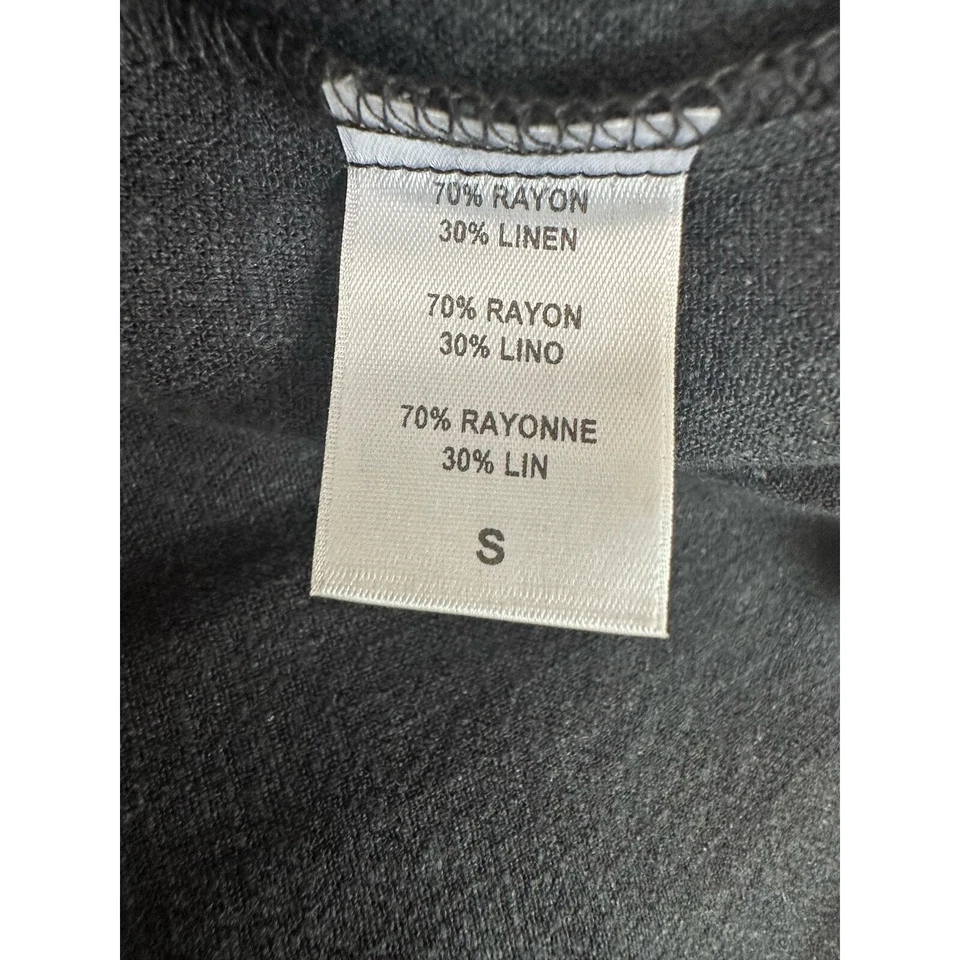 70% RAYON
30% LINEN
70% RAYON
30% LINO
70% RAYONNE
30% LIN
S